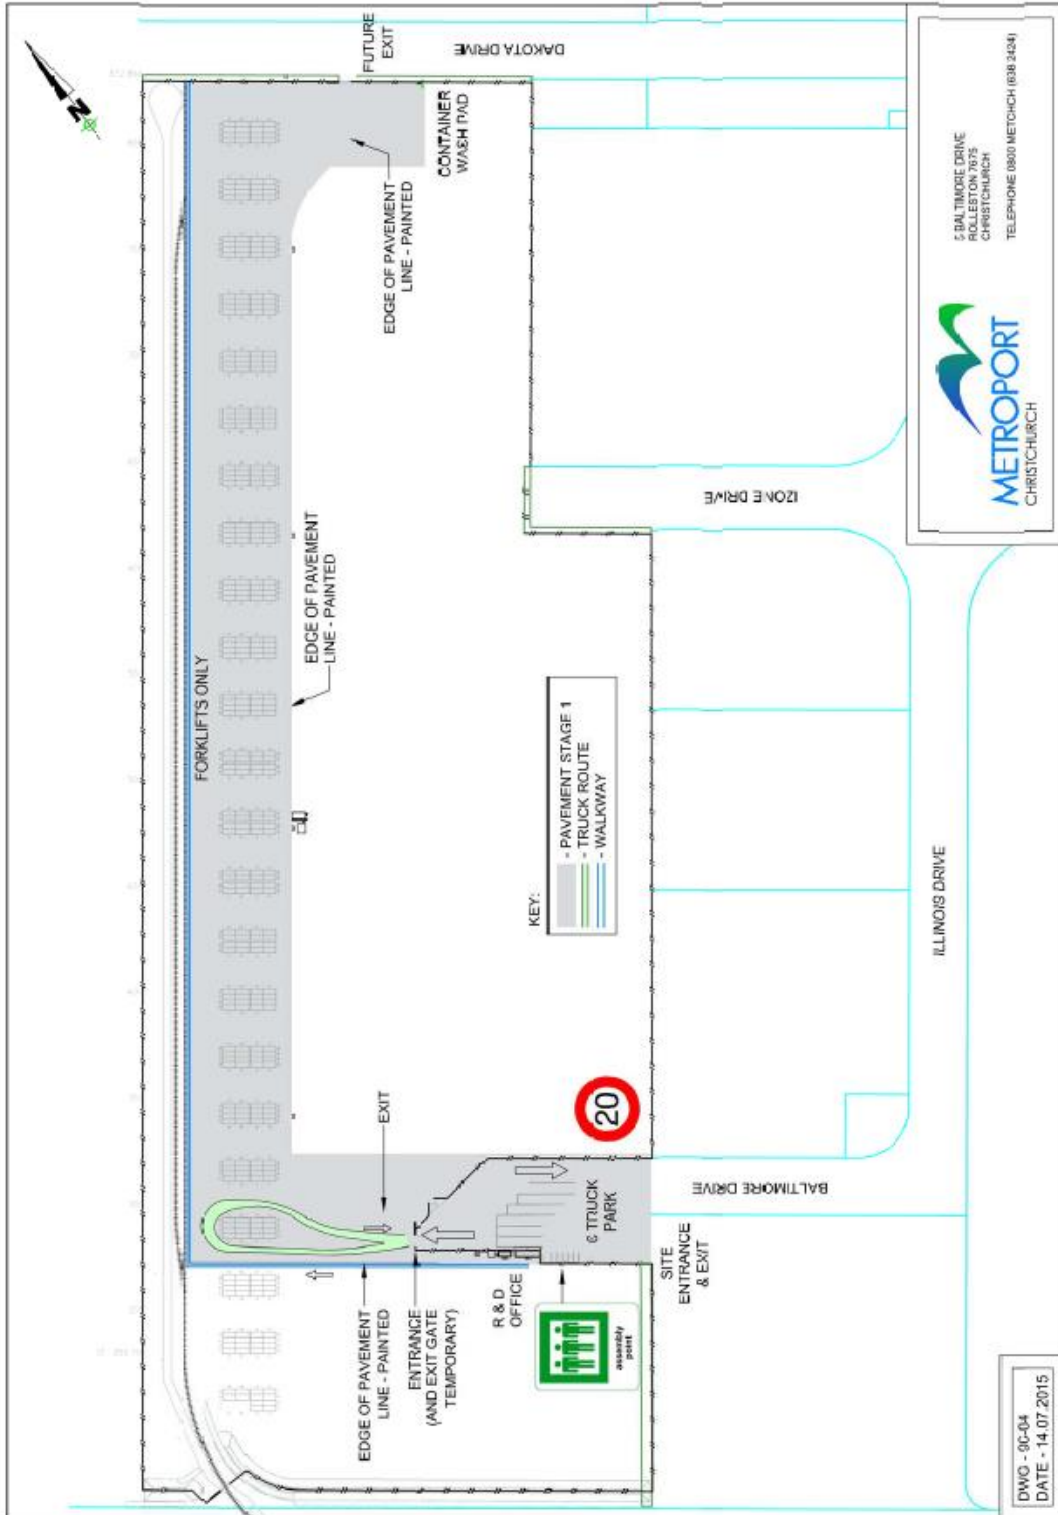 DAKOTA DRIVE
FUTURE
EXIT
N
CONTAINER
WASH PAD
EDGE OF PAVEMENT
LINE - PAINTED
5 BALTIMORE DRIVE
ROLLESTON 7675
CHRISTCHURCH
TELEPHONE 0800 METCHCH (638 2424)
METROPORT
CHRISTCHURCH
IZONE DRIVE
EDGE OF PAVEMENT
LINE - PAINTED
FORKLIFTS ONLY
KEY:
- PAVEMENT STAGE 1
- TRUCK ROUTE
- WALKWAY
ILLINOIS DRIVE
EXIT
20
6 TRUCK
PARK
BALTIMORE DRIVE
SITE
ENTRANCE
& EXIT
R & D
OFFICE
assembly
point
EDGE OF PAVEMENT
LINE - PAINTED
ENTRANCE
(AND EXIT GATE
TEMPORARY)
DATE - 14.07.2015